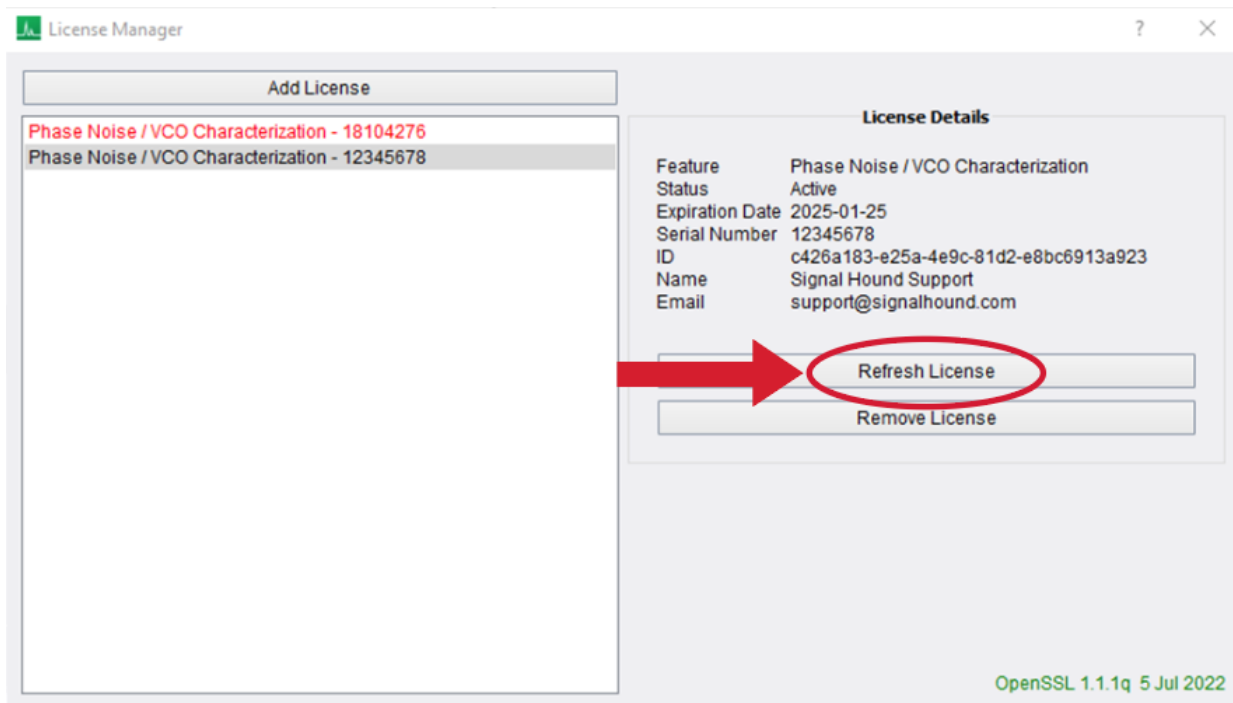 License Manager
?
Add License
Phase Noise / VCO Characterization - 18104276
Phase Noise / VCO Characterization - 12345678
License Details
Feature Phase Noise / VCO Characterization
Status Active
Expiration Date 2025-01-25
Serial Number 12345678
ID c426a183-e25a-4e9c-81d2-e8bc6913a923
Name Signal Hound Support
Email support@signalhound.com
Refresh License
Remove License
OpenSSL 1.1.1q 5 Jul 2022